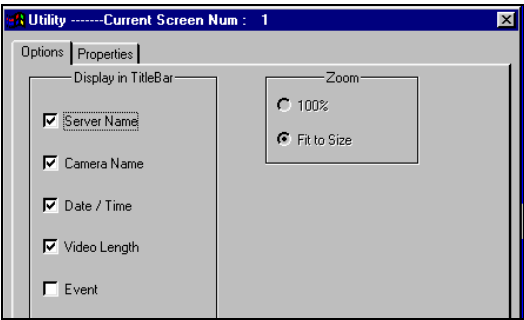 Utility -------Current Screen Num : 1
Options Properties
Display in TitleBar
Server Name
Camera Name
Date / Time
Video Length
Event
Zoom
100%
Fit to Size